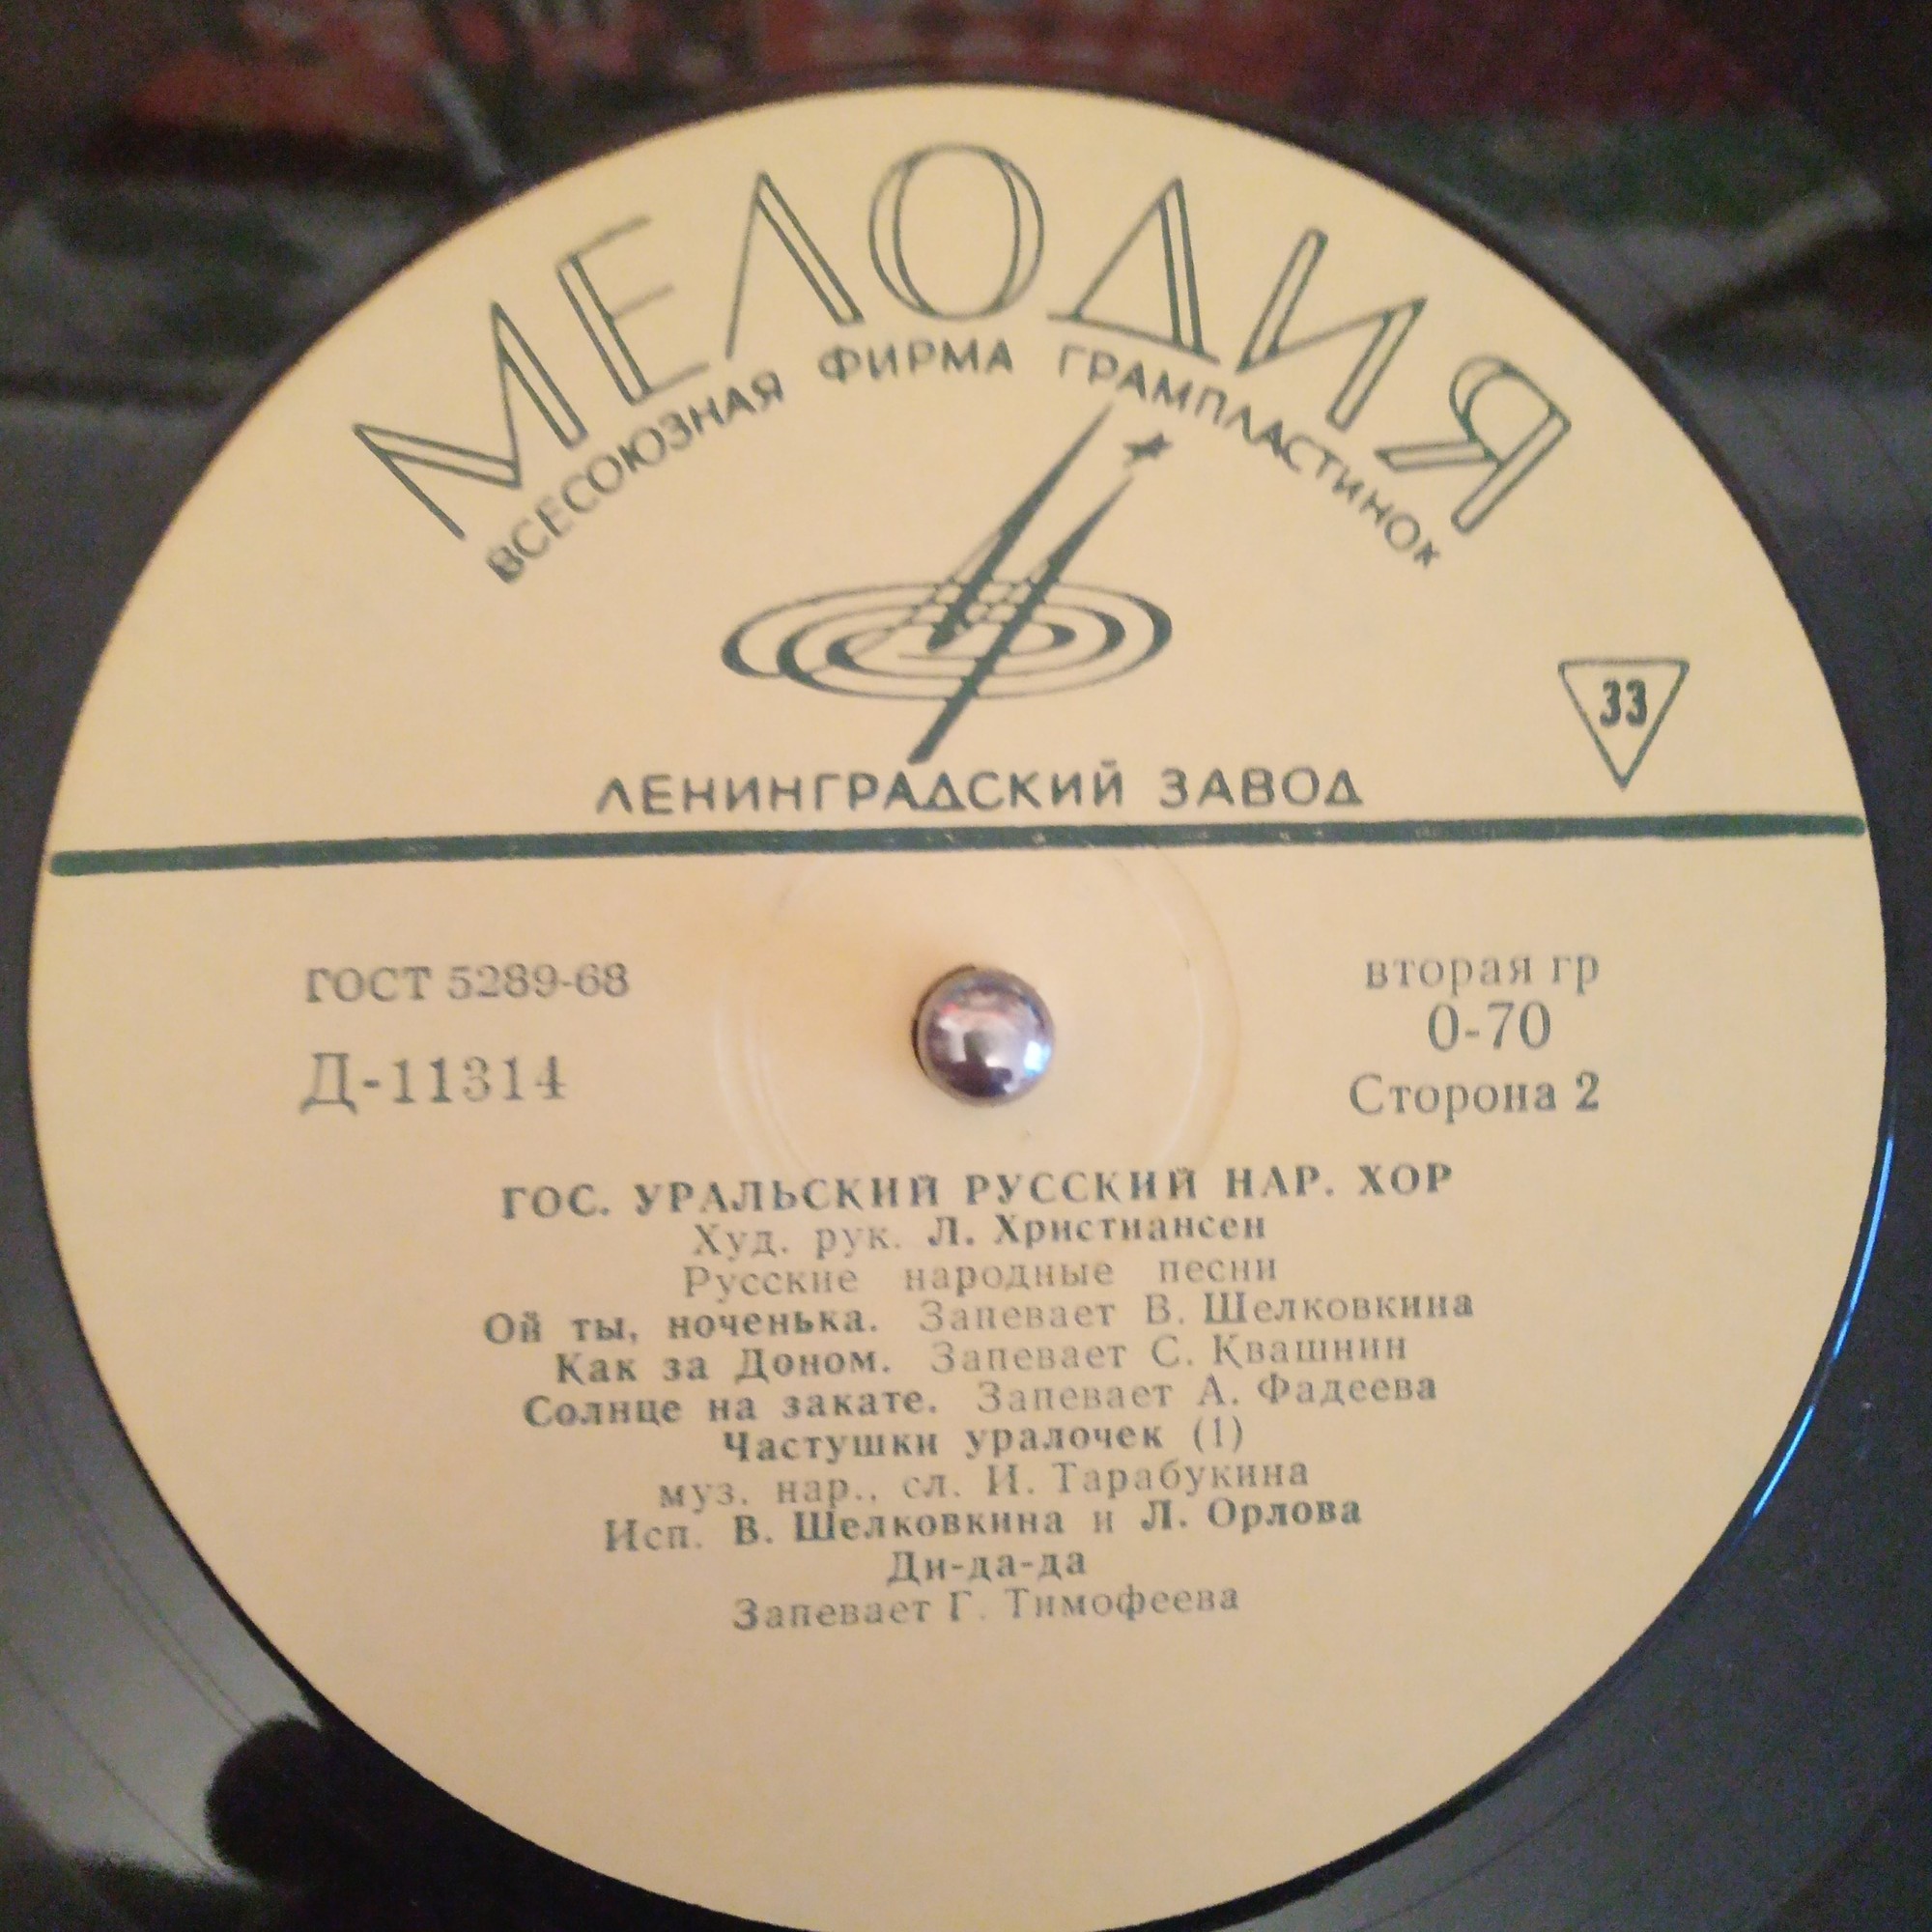 МЕЛОДИЯ
ВСЕСОЮЗНАЯ ФИРМА ГРАМПЛАСТИНОК
33
ЛЕНИНГРАДСКИЙ ЗАВОД
ГОСТ 5289-68
вторая гр
0-70
Д-11314
Сторона 2
ГОС. УРАЛЬСКИЙ РУССКИЙ НАР. ХОР
Худ. рук. Л. Христиансен
Русские народные песни
Ой ты, ноченька. Запевает В. Шелковкина
Как за Доном. Запевает С. Квашнин
Солнце на закате. Запевает А. Фадеева
Частушки уралочек (1)
муз. нар., сл. И. Тарабукина
Исп. В. Шелковкина и Л. Орлова
Ди-да-да
Запевает Г. Тимофеева